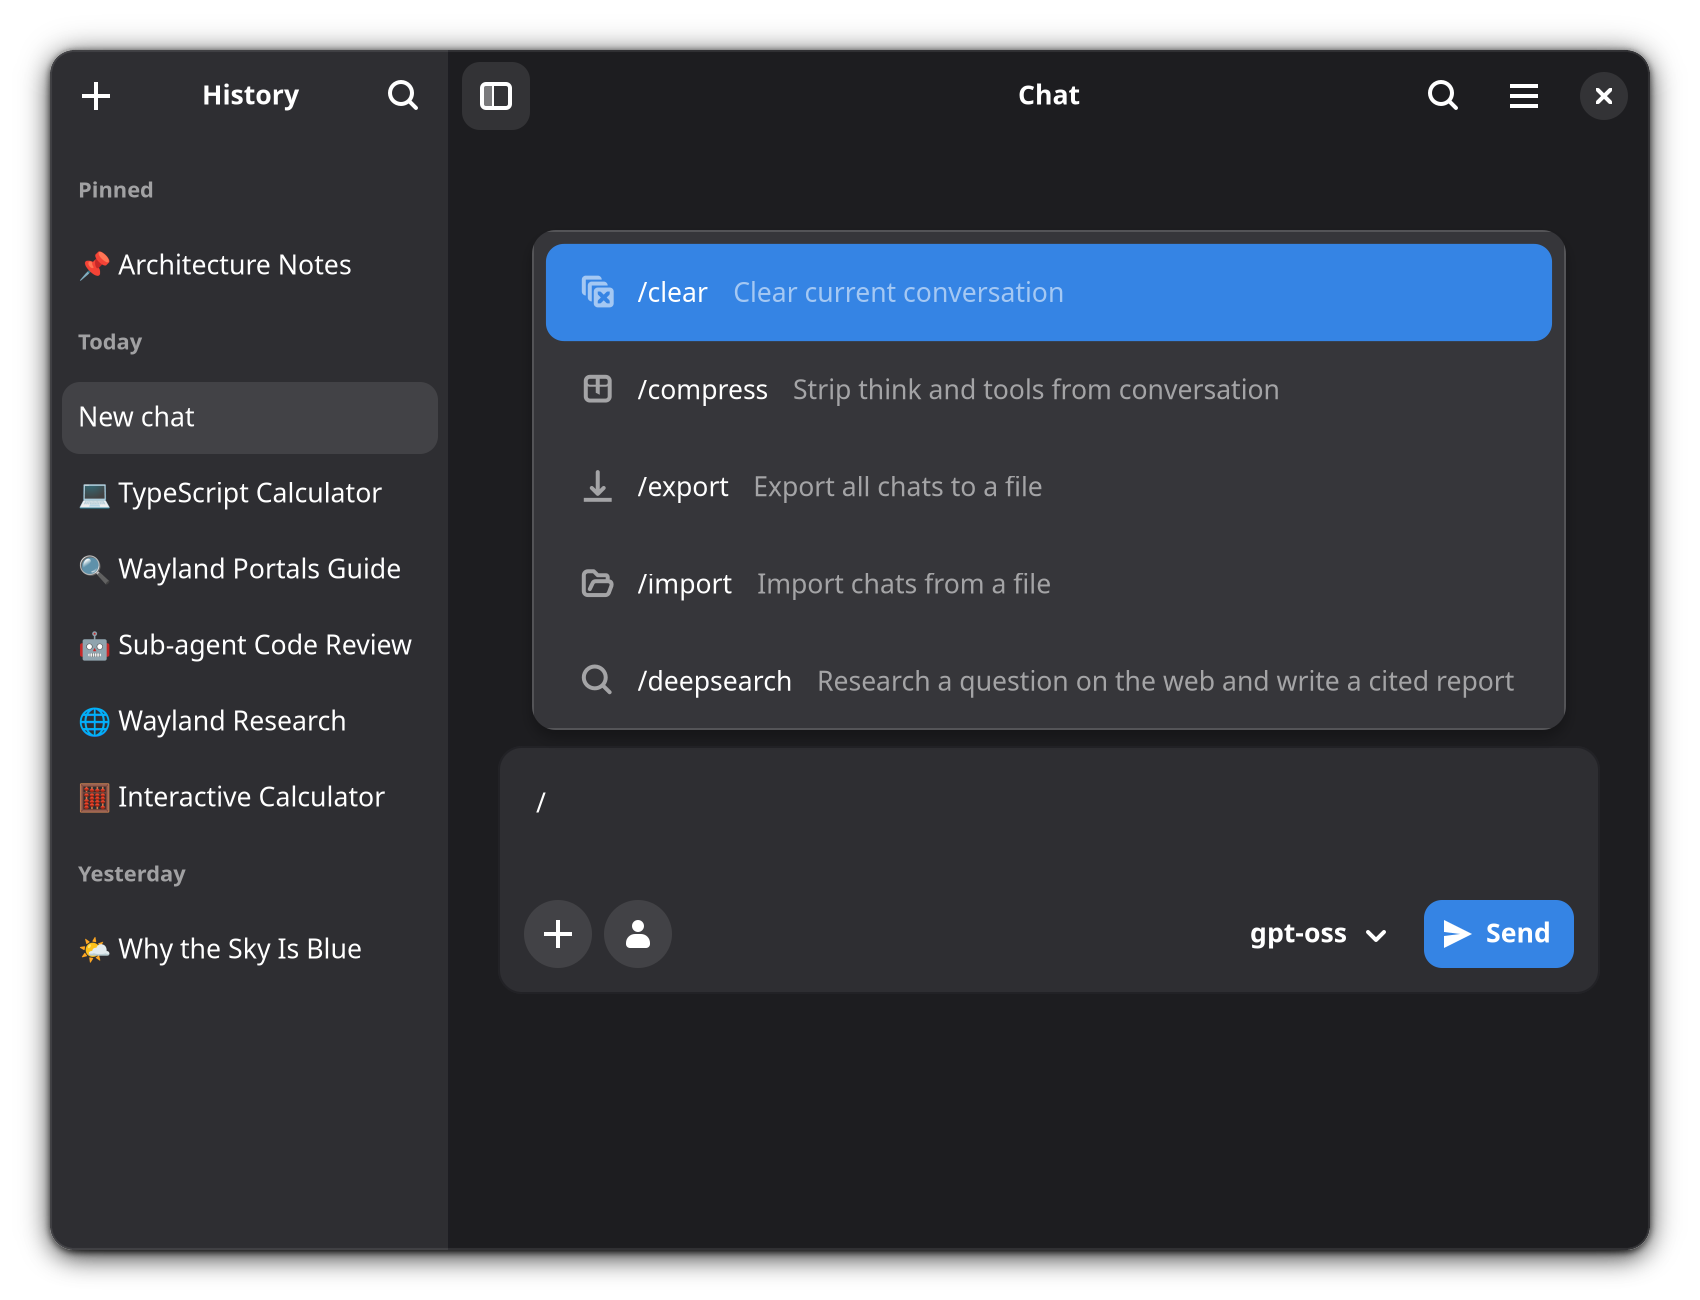 History
Chat
Pinned
📌 Architecture Notes
Today
New chat
💻 TypeScript Calculator
🔍 Wayland Portals Guide
🤖 Sub-agent Code Review
🌐 Wayland Research
🧮 Interactive Calculator
Yesterday
🌤️ Why the Sky Is Blue
/clear Clear current conversation
/compress Strip think and tools from conversation
/export Export all chats to a file
/import Import chats from a file
/deepsearch Research a question on the web and write a cited report
/
gpt-oss
Send